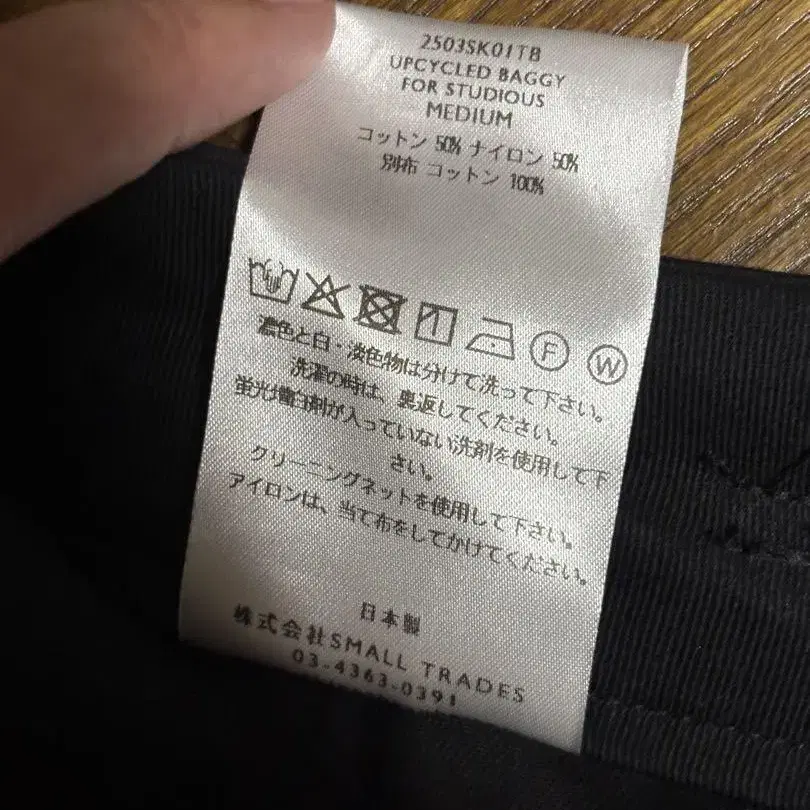 2503SK01TB
UPCYCLED BAGGY
FOR STUDIOUS
MEDIUM
コットン 50% ナイロン 50%
別布 コットン 100%
F W
濃色と白・淡色物は分けて洗って下さい。
洗濯の時は、裏返してください。
蛍光増白剤が入っていない洗剤を使用して下
さい。
クリーニングネットを使用して下さい。
アイロンは、当て布をしてかけてください。
日本製
株式会社SMALL TRADES
03-4363-0391